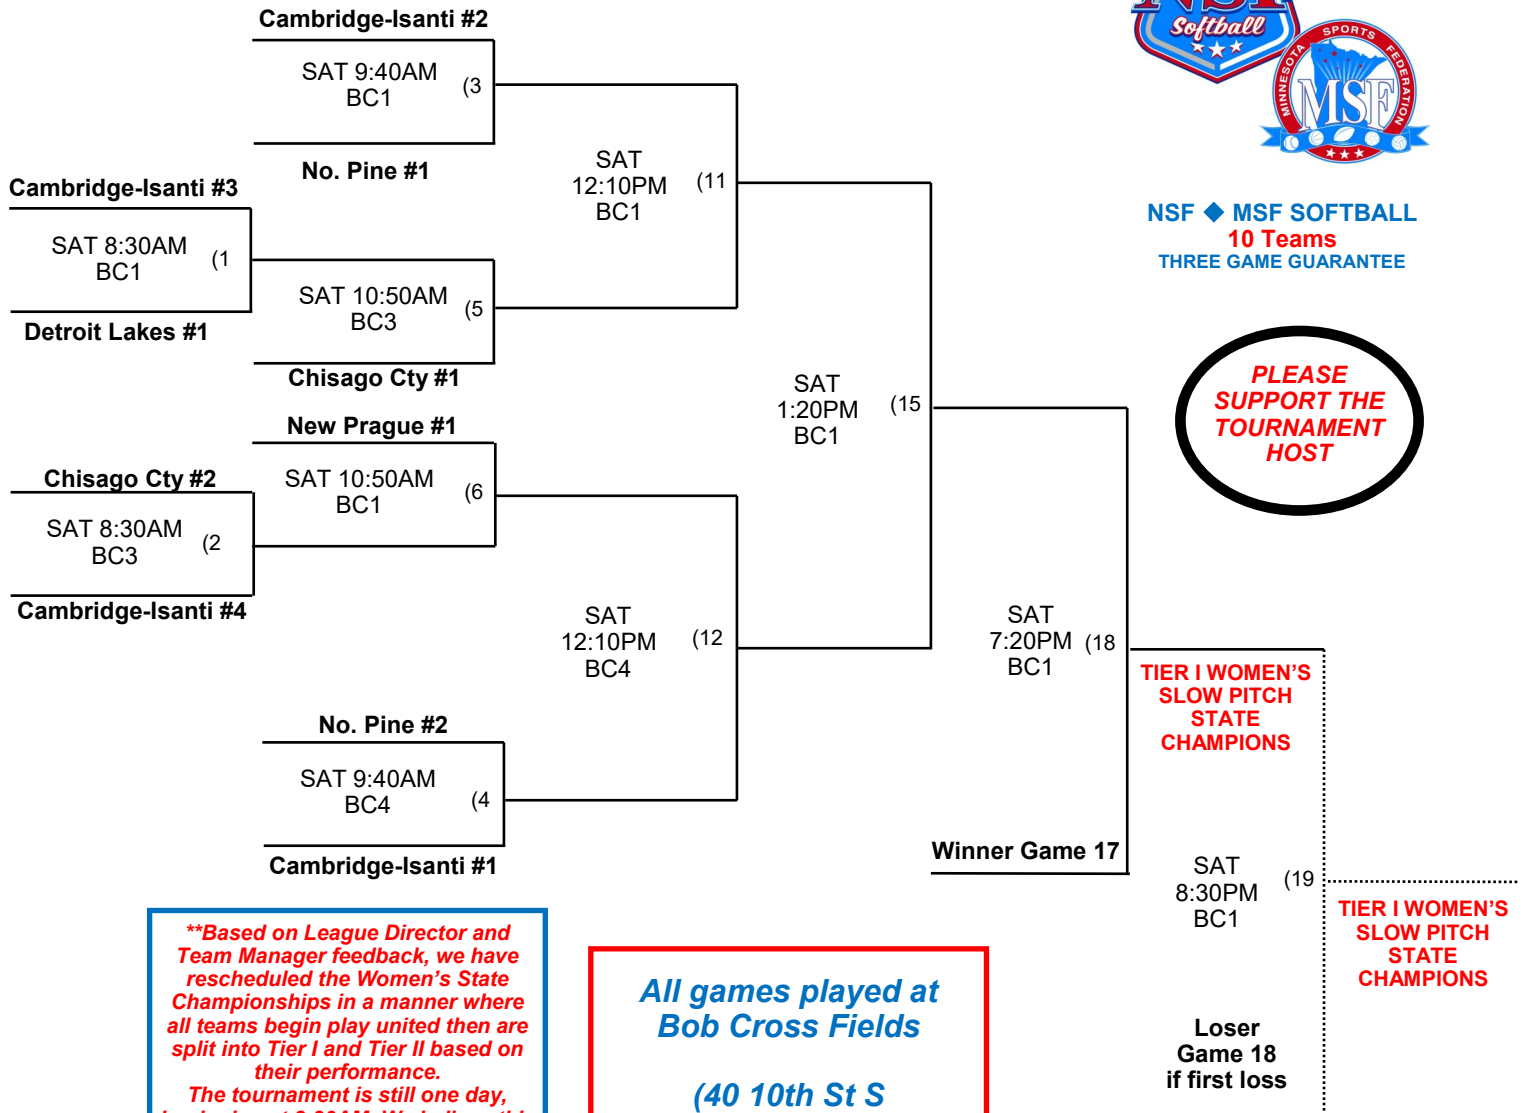 Cambridge-Isanti #2
SAT 9:40AM
BC1
(3
No. Pine #1
Cambridge-Isanti #3
SAT 8:30AM
BC1
(1
Detroit Lakes #1
SAT 10:50AM
BC3
(5
Chisago Cty #1
SAT
12:10PM
BC1
(11
New Prague #1
SAT 10:50AM
BC1
(6
Chisago Cty #2
SAT 8:30AM
BC3
(2
Cambridge-Isanti #4
SAT
12:10PM
BC4
(12
No. Pine #2
SAT 9:40AM
BC4
(4
Cambridge-Isanti #1
SAT
1:20PM
BC1
(15
SAT
7:20PM
BC1
(18
Winner Game 17
TIER I WOMEN’S
SLOW PITCH
STATE
CHAMPIONS
SAT
8:30PM
BC1
(19
Loser
Game 18
if first loss
TIER I WOMEN’S
SLOW PITCH
STATE
CHAMPIONS
NSF
Softball
MINNESOTA SPORTS FEDERATION
MSF
NSF ◆ MSF SOFTBALL
10 Teams
THREE GAME GUARANTEE
PLEASE
SUPPORT THE
TOURNAMENT
HOST
**Based on League Director and
Team Manager feedback, we have
rescheduled the Women’s State
Championships in a manner where
all teams begin play united then are
split into Tier I and Tier II based on
their performance.
The tournament is still one day,
All games played at
Bob Cross Fields
(40 10th St S